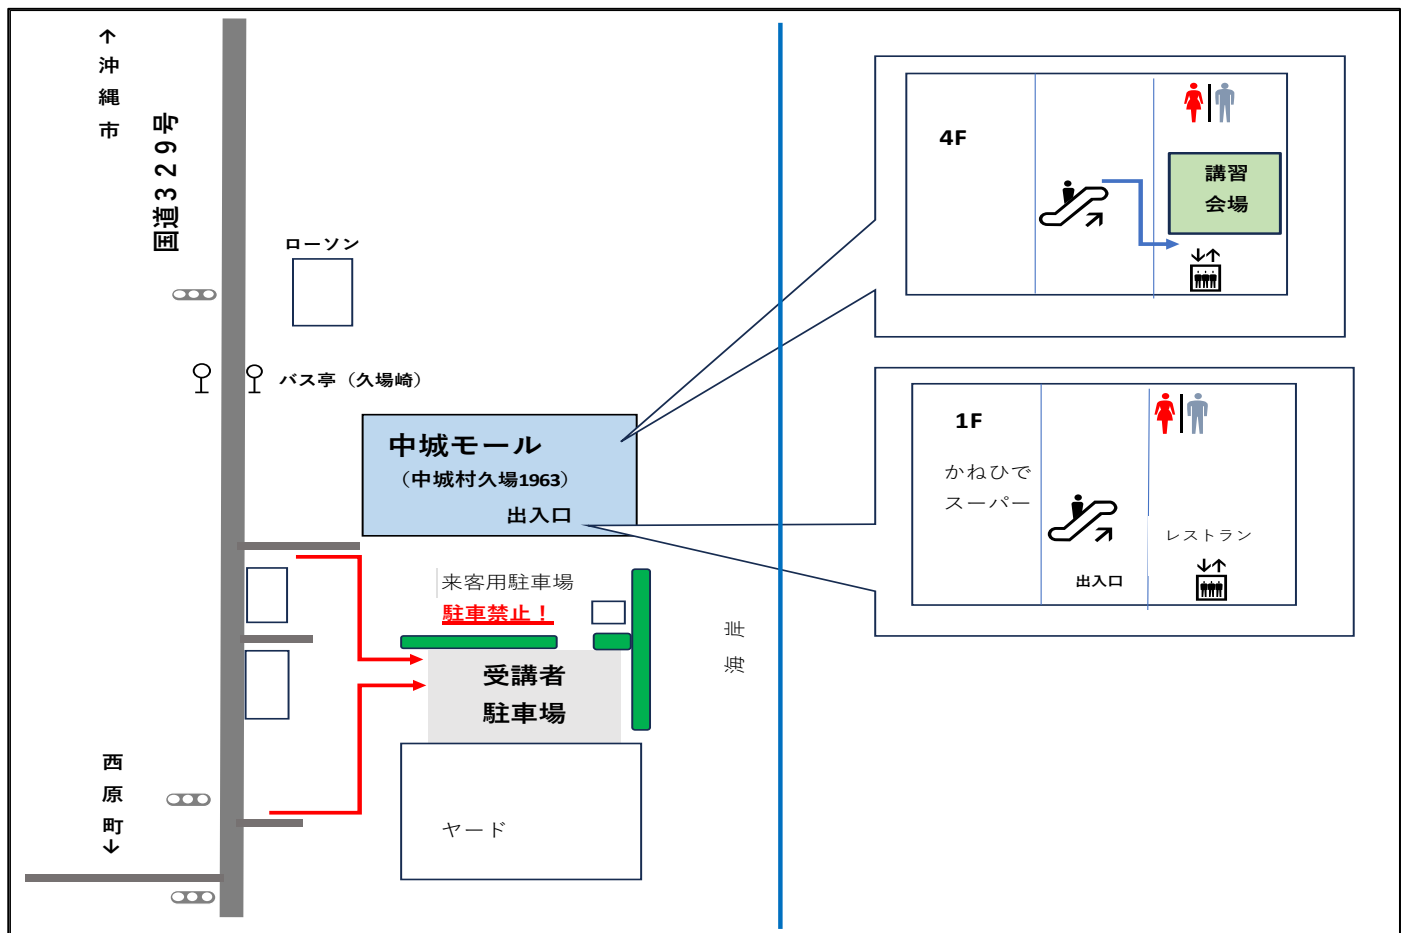 ↑沖縄市
国道３２９号
ローソン
バス亭（久場崎）
中城モール
（中城村久場1963）
出入口
来客用駐車場
駐車禁止！
受講者
駐車場
ヤード
西原町↓
海岸
4F
講習
会場
1F
かねひで
スーパー
レストラン
出入口